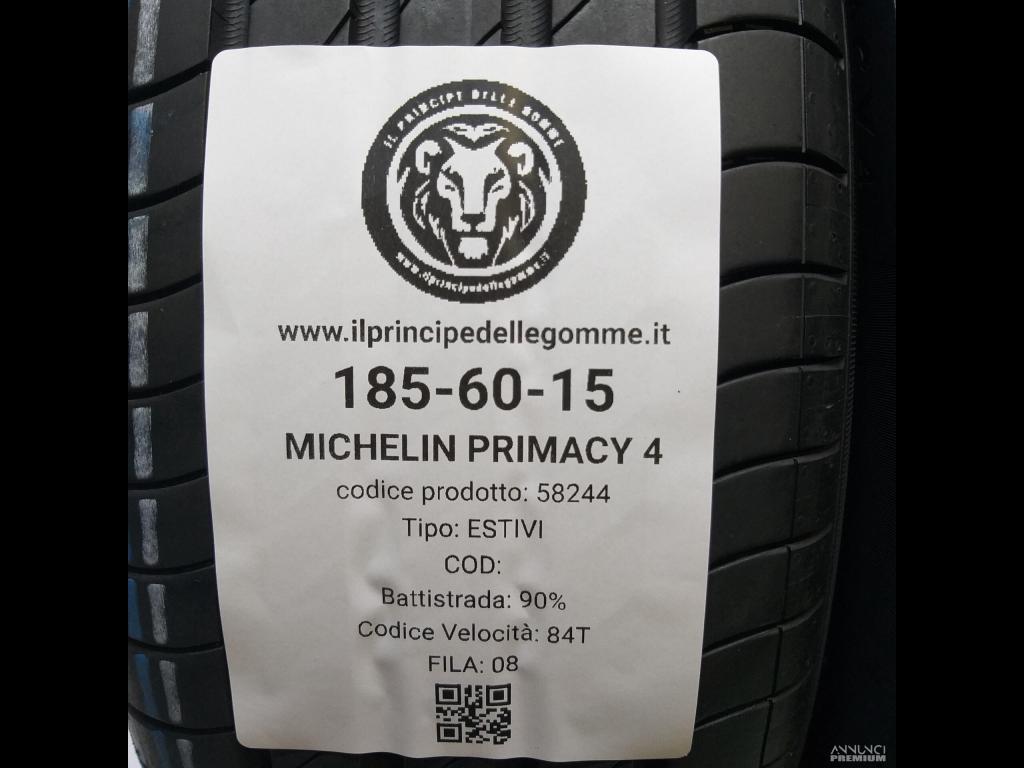 IL PRINCIPE DELLE GOMME
www.ilprincipedellegomme.it
www.ilprincipedellegomme.it
185-60-15
MICHELIN PRIMACY 4
codice prodotto: 58244
Tipo: ESTIVI
COD:
Battistrada: 90%
Codice Velocità: 84T
FILA: 08
ANNUNCI
PREMIUM